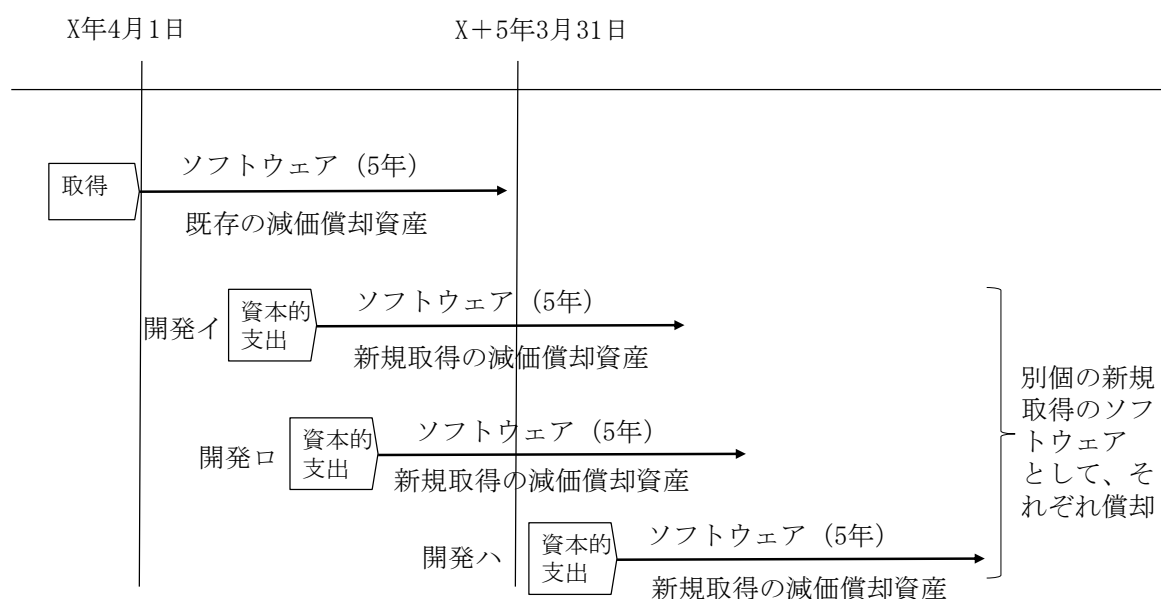 X年4月1日
X+5年3月31日
取得
ソフトウェア (5年)
既存の減価償却資産
開発イ
資本的
支出
ソフトウェア (5年)
新規取得の減価償却資産
開発ロ
資本的
支出
ソフトウェア (5年)
新規取得の減価償却資産
開発ハ
資本的
支出
ソフトウェア (5年)
新規取得の減価償却資産
別個の新規
取得のソフ
トウェア
として、そ
れぞれ償却